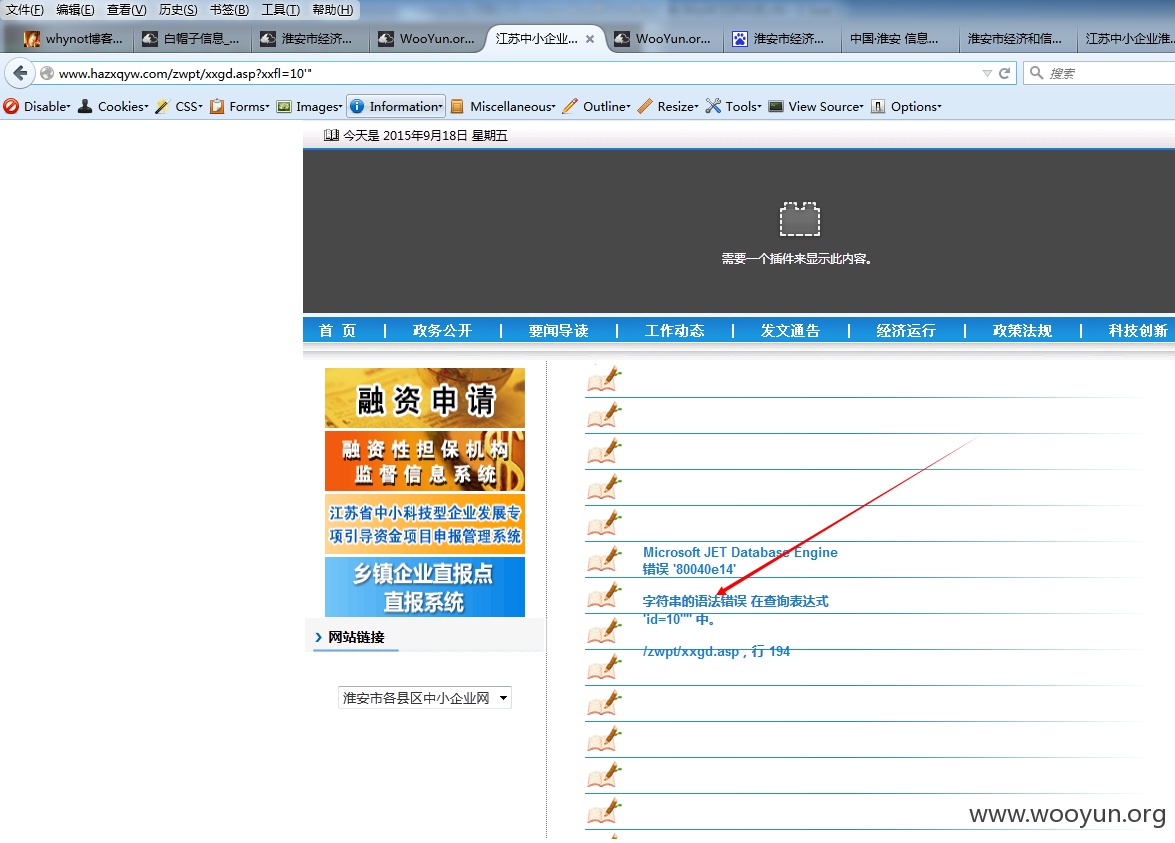 文件(F) 编辑(E) 查看(V) 历史(S) 书签(B) 工具(T) 帮助(H)
whynot博客... 白帽子信息_... 淮安市经济... WooYun.or... 江苏中小企业... WooYun.or... 淮安市经济... 中国·淮安 信息... 淮安市经济和信... 江苏中小企业淮...
www.hazxqyw.com/zwpt/xxgd.asp?xxfl=10'" 搜索
Disable Cookies CSS Forms Images Information Miscellaneous Outline Resize Tools View Source Options
今天是 2015年9月18日 星期五
需要一个插件来显示此内容。
首 页 | 政务公开 | 要闻导读 | 工作动态 | 发文通告 | 经济运行 | 政策法规 | 科技创新
融资申请
融资性担保机构
监督信息系统
江苏省中小科技型企业发展专
项引导资金项目申报管理系统
乡镇企业直报点
直报系统
网站链接
淮安市各县区中小企业网
Microsoft JET Database Engine
错误 '80040e14'
字符串的语法错误 在查询表达式
'id=10'"' 中。
/zwpt/xxgd.asp，行 194
www.wooyun.org